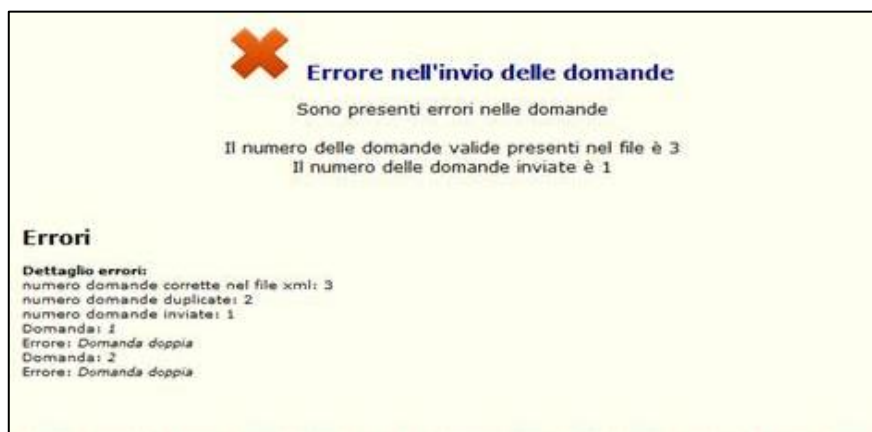 Errore nell'invio delle domande
Sono presenti errori nelle domande
Il numero delle domande valide presenti nel file è 3
Il numero delle domande inviate è 1
Errori
Dettaglio errori:
numero domande corrette nel file xml: 3
numero domande duplicate: 2
numero domande inviate: 1
Domanda: 1
Errore: Domanda doppia
Domanda: 2
Errore: Domanda doppia